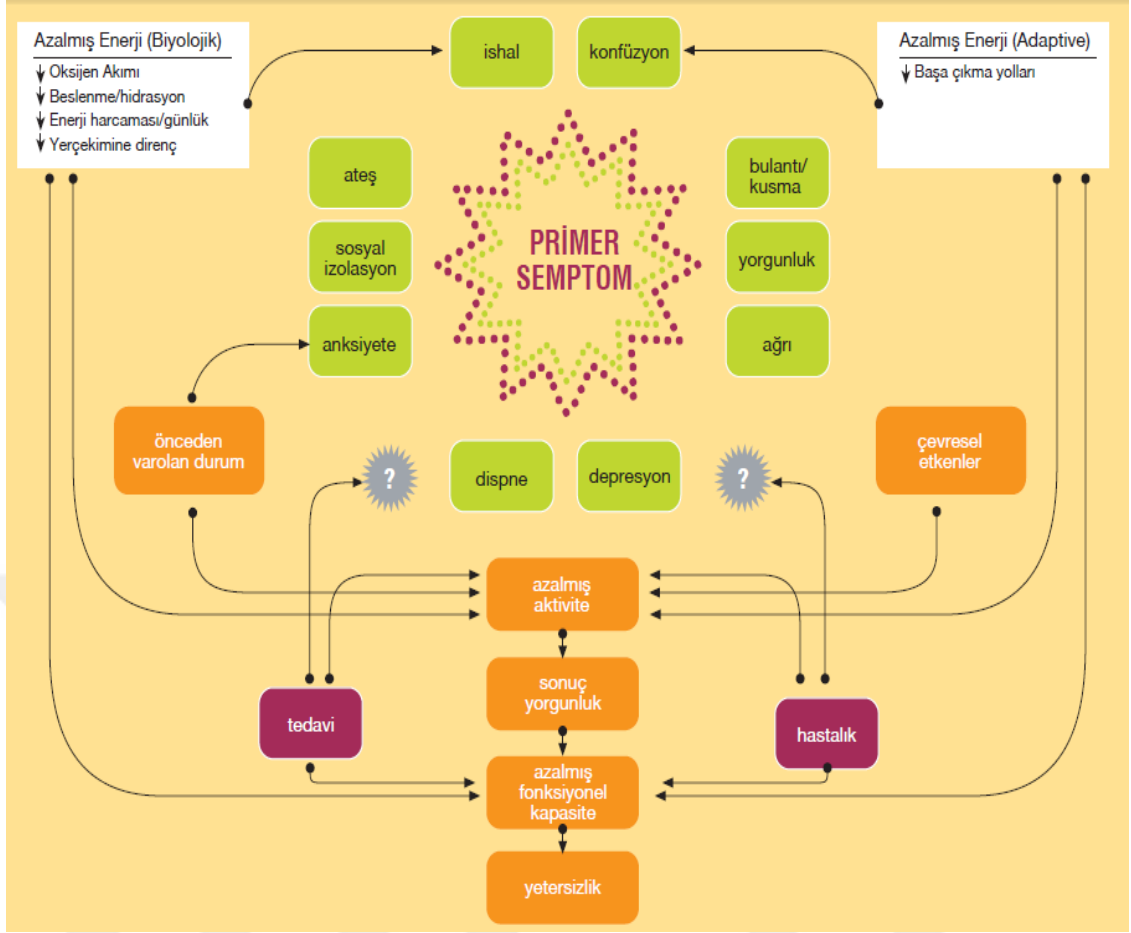 Azalmış Enerji (Biyolojik)
Oksijen Akımı
Beslenme/hidrasyon
Enerji harcaması/günlük
Yerçekimine direnç
ishal
konfüzyon
Azalmış Enerji (Adaptive)
Başa çıkma yolları
ateş
bulantı/
kusma
sosyal
izolasyon
PRİMER
SEMPTOM
yorgunluk
anksiyete
ağrı
önceden
varolan durum
çevresel
etkenler
?
dispne
depresyon
?
azalmış
aktivite
sonuç
yorgunluk
tedavi
hastalık
azalmış
fonksiyonel
kapasite
yetersizlik